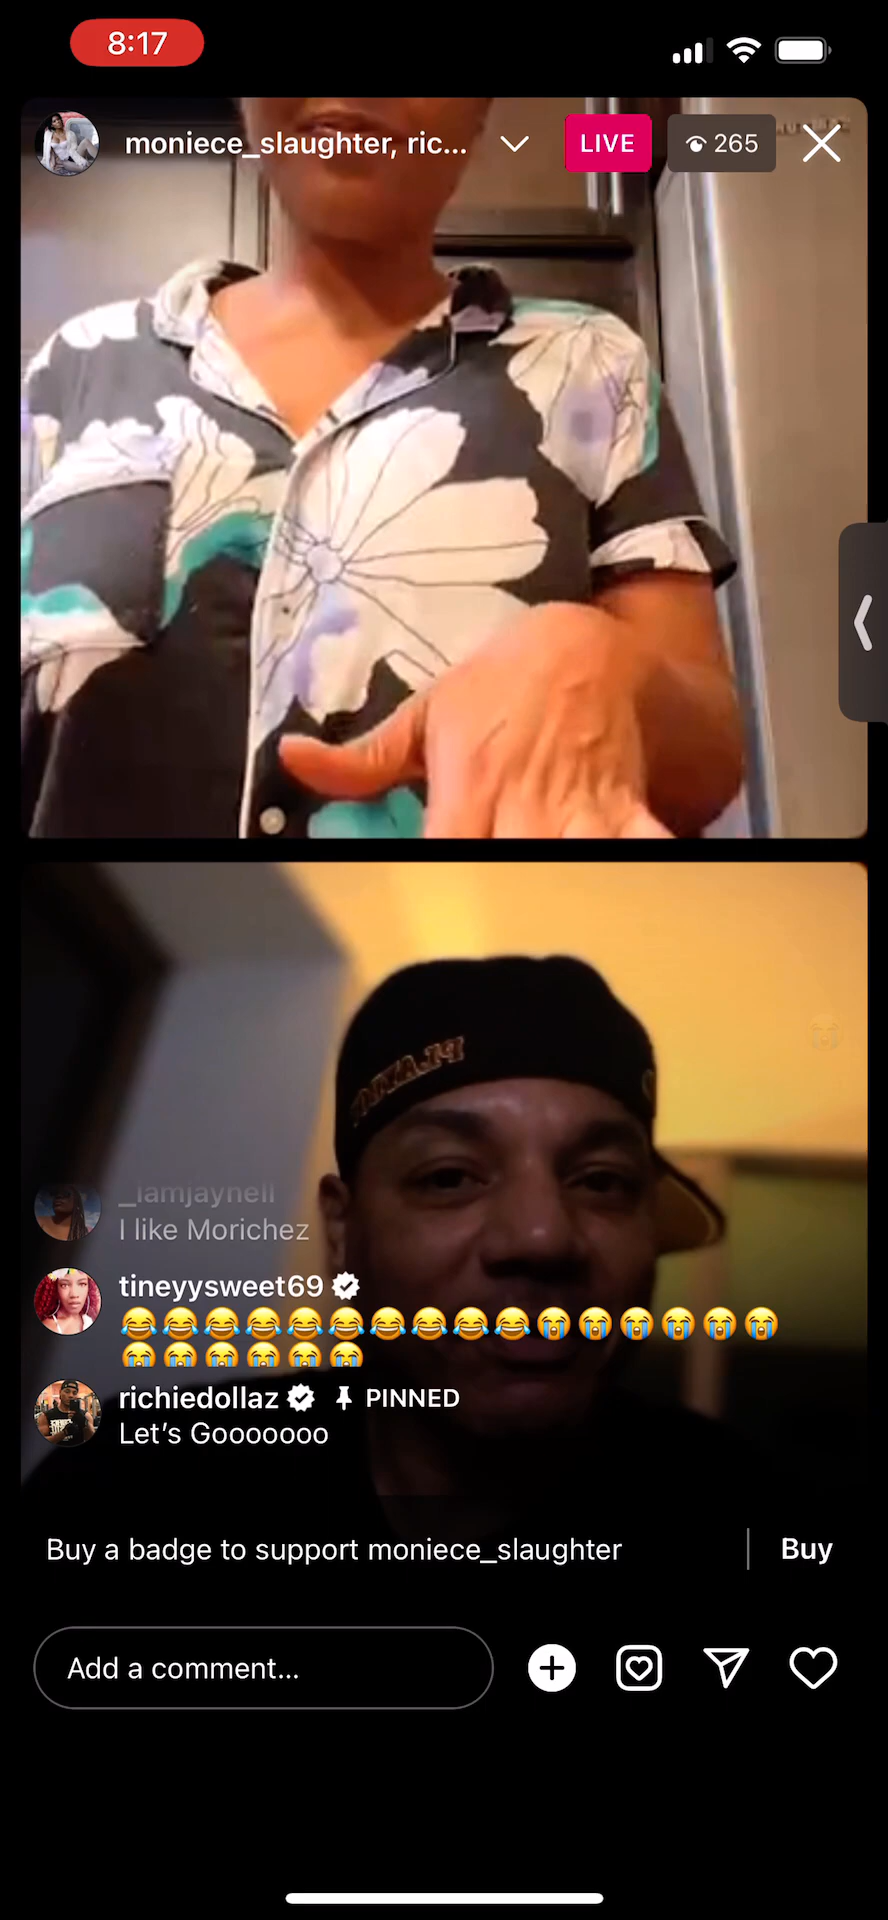 8:17
moniece_slaughter, ric...
LIVE
265
_iamjaynell
I like Morichez
tineyysweet69
😂😂😂😂😂😂😂😂😂😂😭😭😭😭😭😭
😭😭😭😭😭😭
richiedollaz PINNED
Let's Gooooooo
Buy a badge to support moniece_slaughter
Buy
Add a comment...